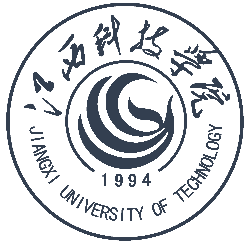 江西科技学院
1994
JIANGXI UNIVERSITY OF TECHNOLOGY